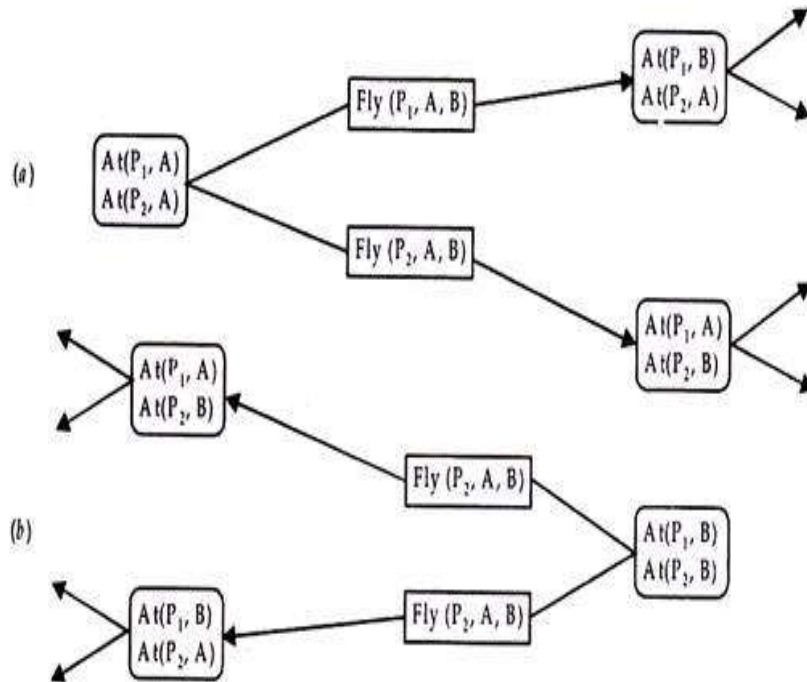 At(P₁, B)
At(P₂, A)
Fly (P₁, A, B)
(a)
At(P₁, A)
At(P₂, A)
Fly (P₂, A, B)
At(P₁, A)
At(P₂, B)
At(P₁, A)
At(P₂, B)
Fly (P₂, A, B)
(b)
At(P₁, B)
At(P₂, B)
At(P₁, B)
At(P₂, A)
Fly (P₂, A, B)